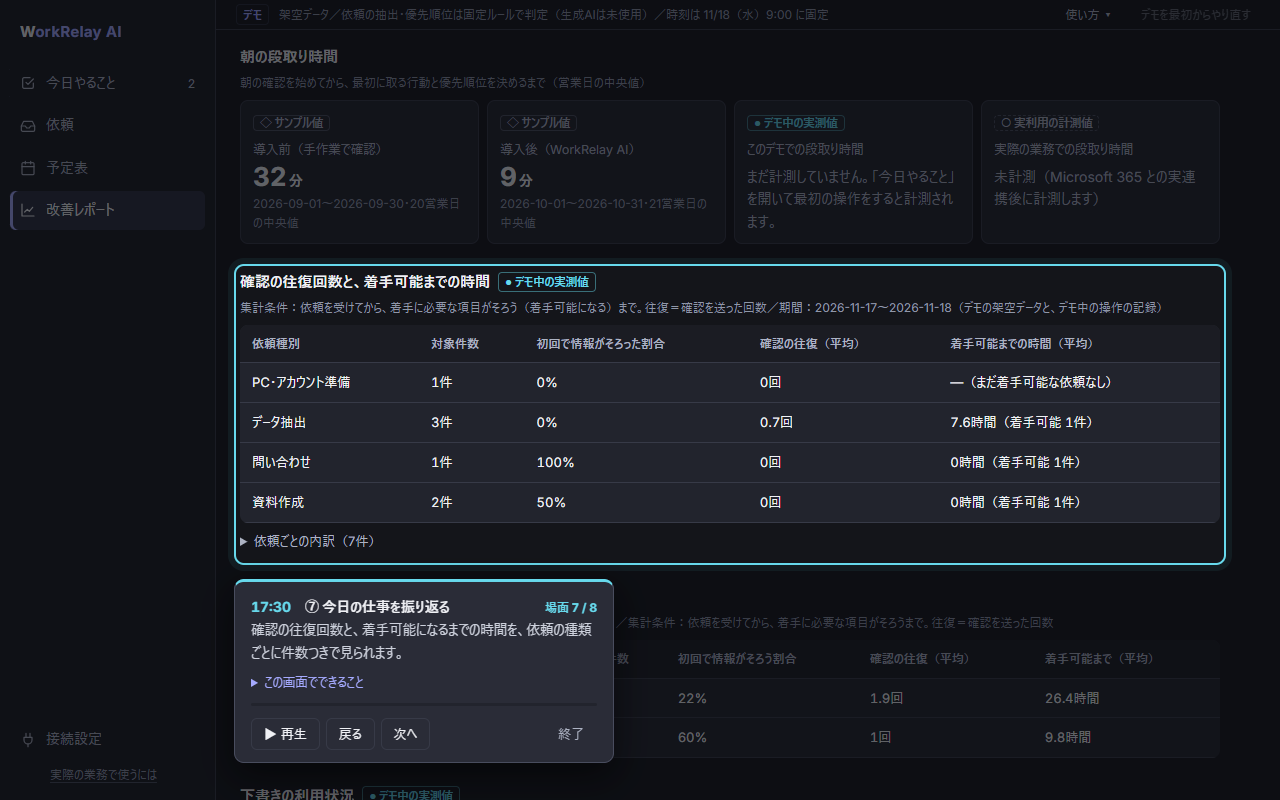 WorkRelay AI
今日やること 2
依頼
予定表
改善レポート
接続設定
実際の業務で使うには
デモ 架空データ／依頼の抽出・優先順位は固定ルールで判定（生成AIは未使用）／時刻は 11/18（水）9:00 に固定
使い方 ▼ デモを最初からやり直す
朝の段取り時間
朝の確認を始めてから、最初に取る行動と優先順位を決めるまで（営業日の中央値）
◇ サンプル値
導入前（手作業で確認）
32 分
2026-09-01〜2026-09-30・20営業日
の中央値
◇ サンプル値
導入後（WorkRelay AI）
9 分
2026-10-01〜2026-10-31・21営業日の
中央値
● デモ中の実測値
このデモでの段取り時間
まだ計測していません。「今日やること」
を開いて最初の操作をすると計測され
ます。
○ 実利用の計測値
実際の業務での段取り時間
未計測（Microsoft 365 との実連
携後に計測します）
確認の往復回数と、着手可能までの時間 ● デモ中の実測値
集計条件：依頼を受けてから、着手に必要な項目がそろう（着手可能になる）まで。往復＝確認を送った回数／期間：2026-11-17〜2026-11-18（デモの架空データと、デモ中の操作の記録）
依頼種別 対象件数 初回で情報がそろった割合 確認の往復（平均） 着手可能までの時間（平均）
PC・アカウント準備 1件 0% 0回 —（まだ着手可能な依頼なし）
データ抽出 3件 0% 0.7回 7.6時間（着手可能 1件）
問い合わせ 1件 100% 0回 0時間（着手可能 1件）
資料作成 2件 50% 0回 0時間（着手可能 1件）
▶ 依頼ごとの内訳（7件）
17:30 ⑦ 今日の仕事を振り返る 場面 7 / 8
確認の往復回数と、着手可能になるまでの時間を、依頼の種類
ごとに件数つきで見られます。
▶ この画面でできること
▶ 再生 戻る 次へ 終了
／集計条件：依頼を受けてから、着手に必要な項目がそろうまで。往復＝確認を送った回数
件数 初回で情報がそろう割合 確認の往復（平均） 着手可能まで（平均）
22% 1.9回 26.4時間
60% 1回 9.8時間
下書きの利用状況 ● デモ中の実測値